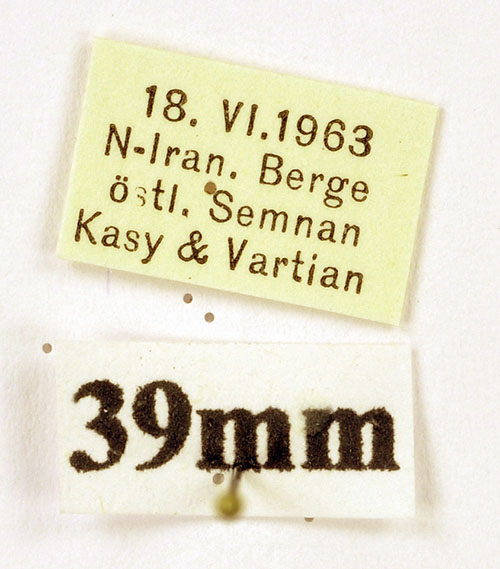 18. VI.1963
N-Iran. Berge
östl. Semnan
Kasy & Vartian
39mm